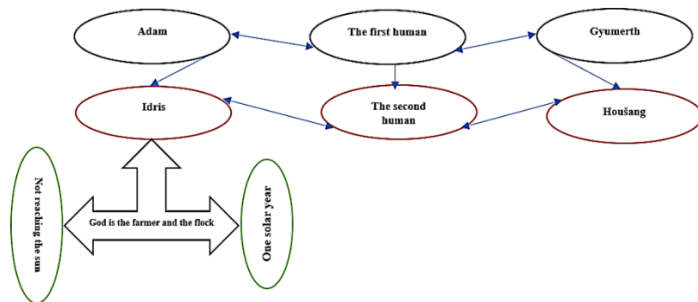 Adam
The first human
Gyumerth
Idris
The second
human
Houšang
Not reaching the sun
God is the farmer and the flock
One solar year